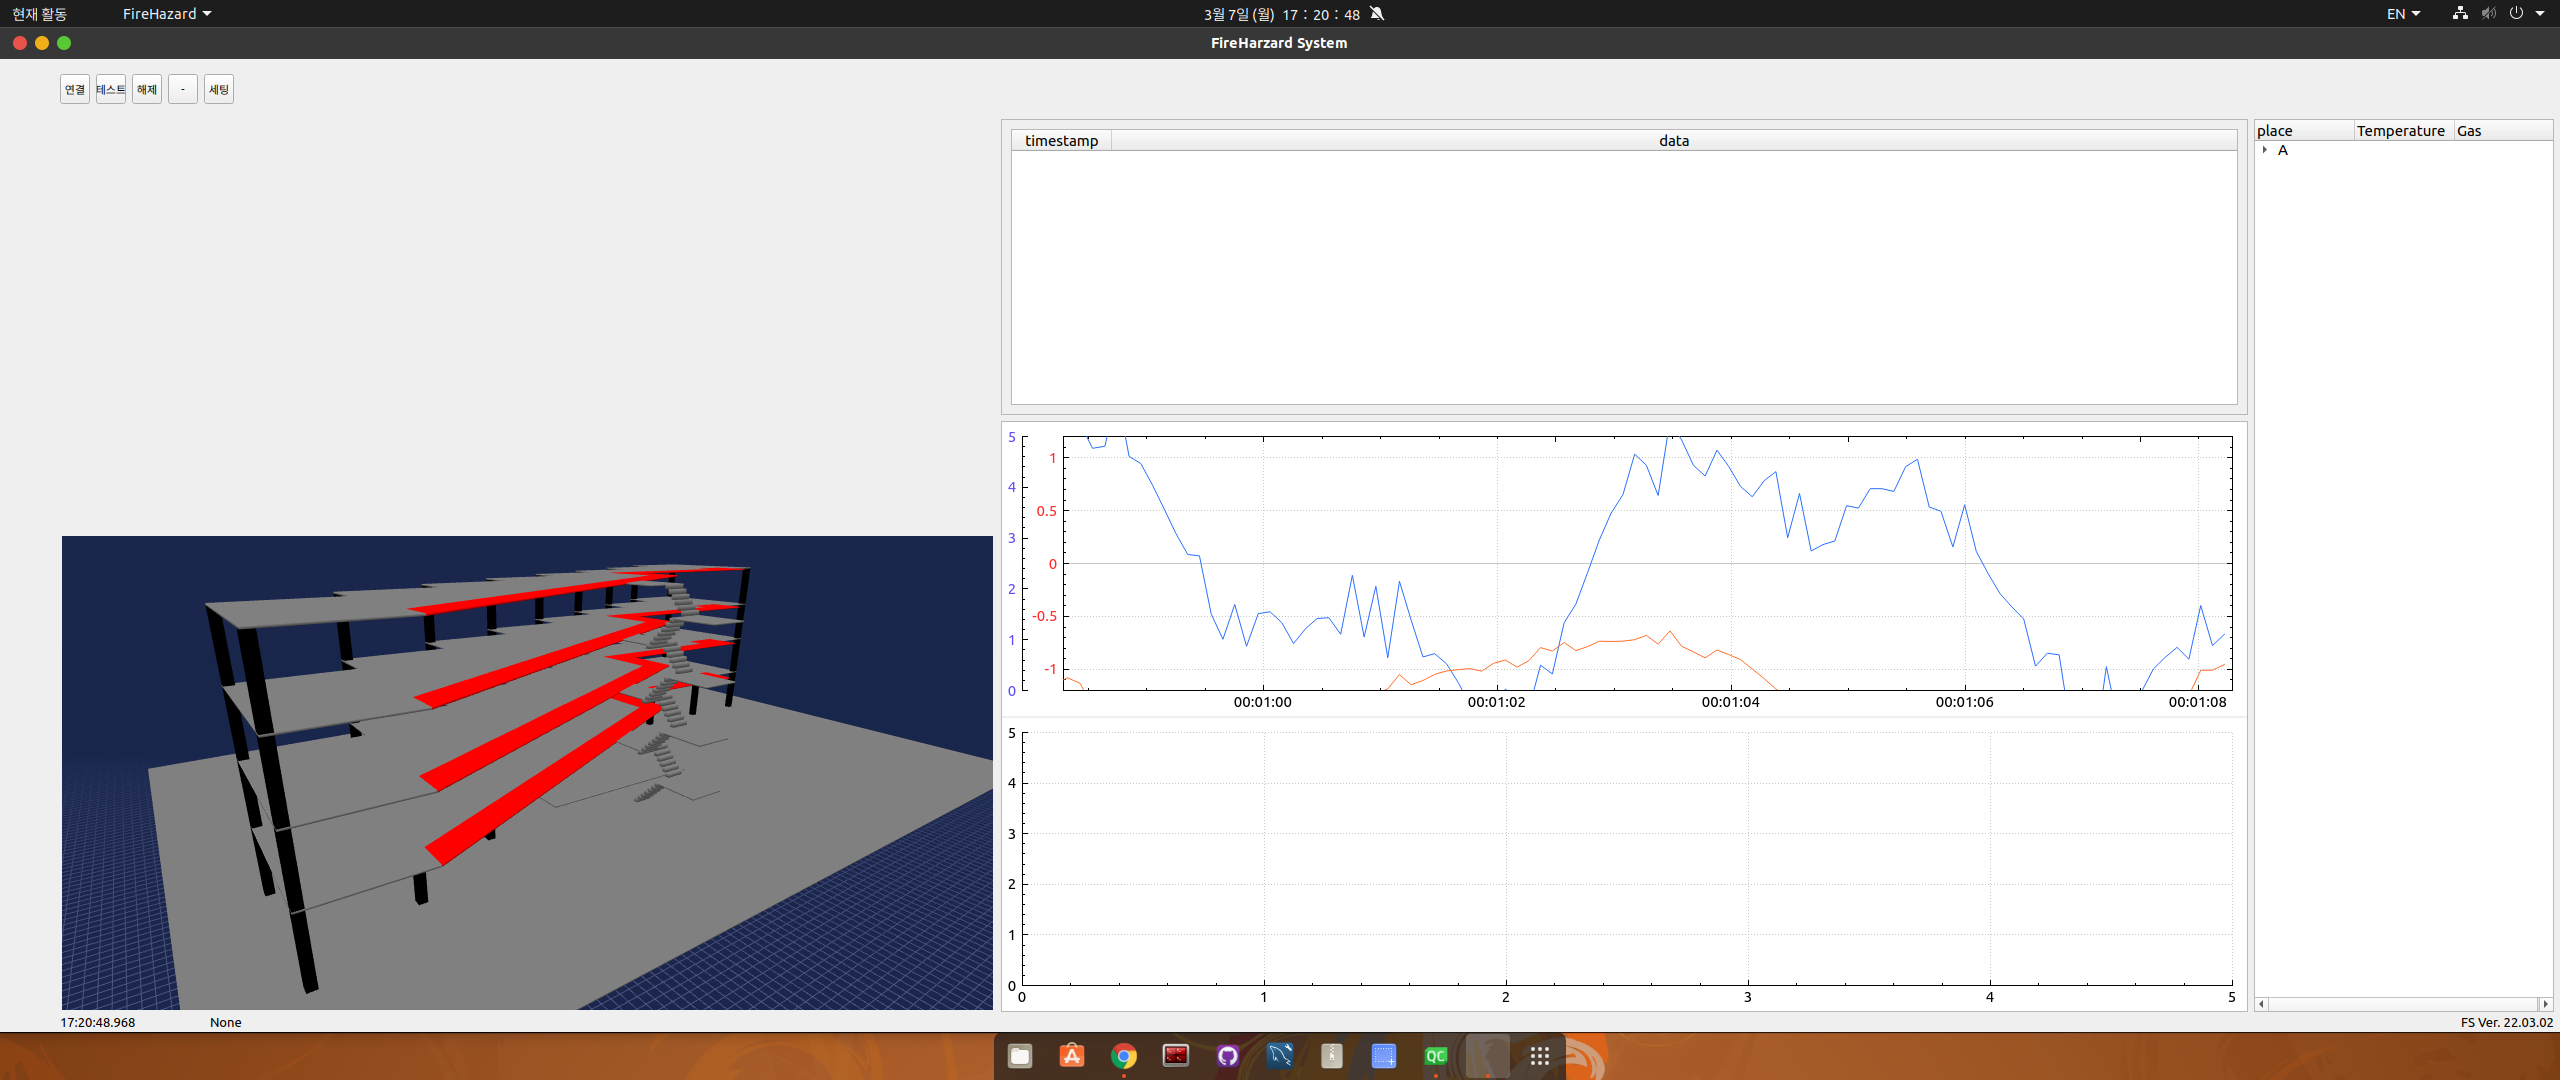 현재 활동 FireHazard 3월 7일 (월) 17 : 20 : 48 EN
FireHarzard System
연결 테스트 해제 - 세팅
timestamp data
place Temperature Gas
A
5
4
3
2
1
0
1
0.5
0
-0.5
-1
00:01:00 00:01:02 00:01:04 00:01:06 00:01:08
5
4
3
2
1
0
0 1 2 3 4 5
17:20:48.968 None FS Ver. 22.03.02
A
QC